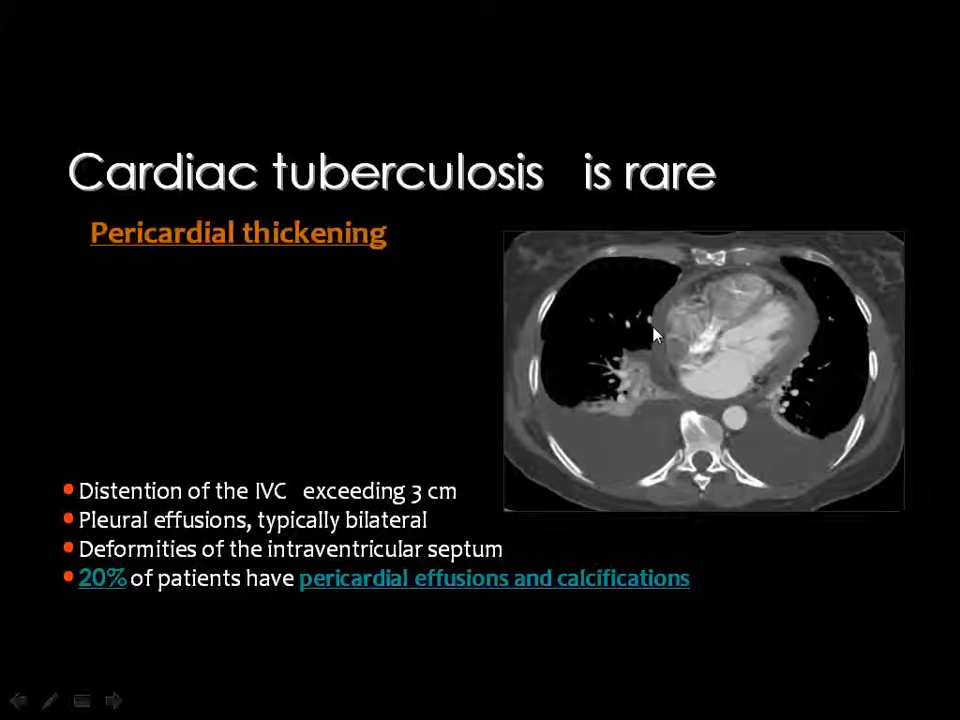 Cardiac tuberculosis is rare
Pericardial thickening
Distention of the IVC exceeding 3 cm
Pleural effusions, typically bilateral
Deformities of the intraventricular septum
20% of patients have pericardial effusions and calcifications